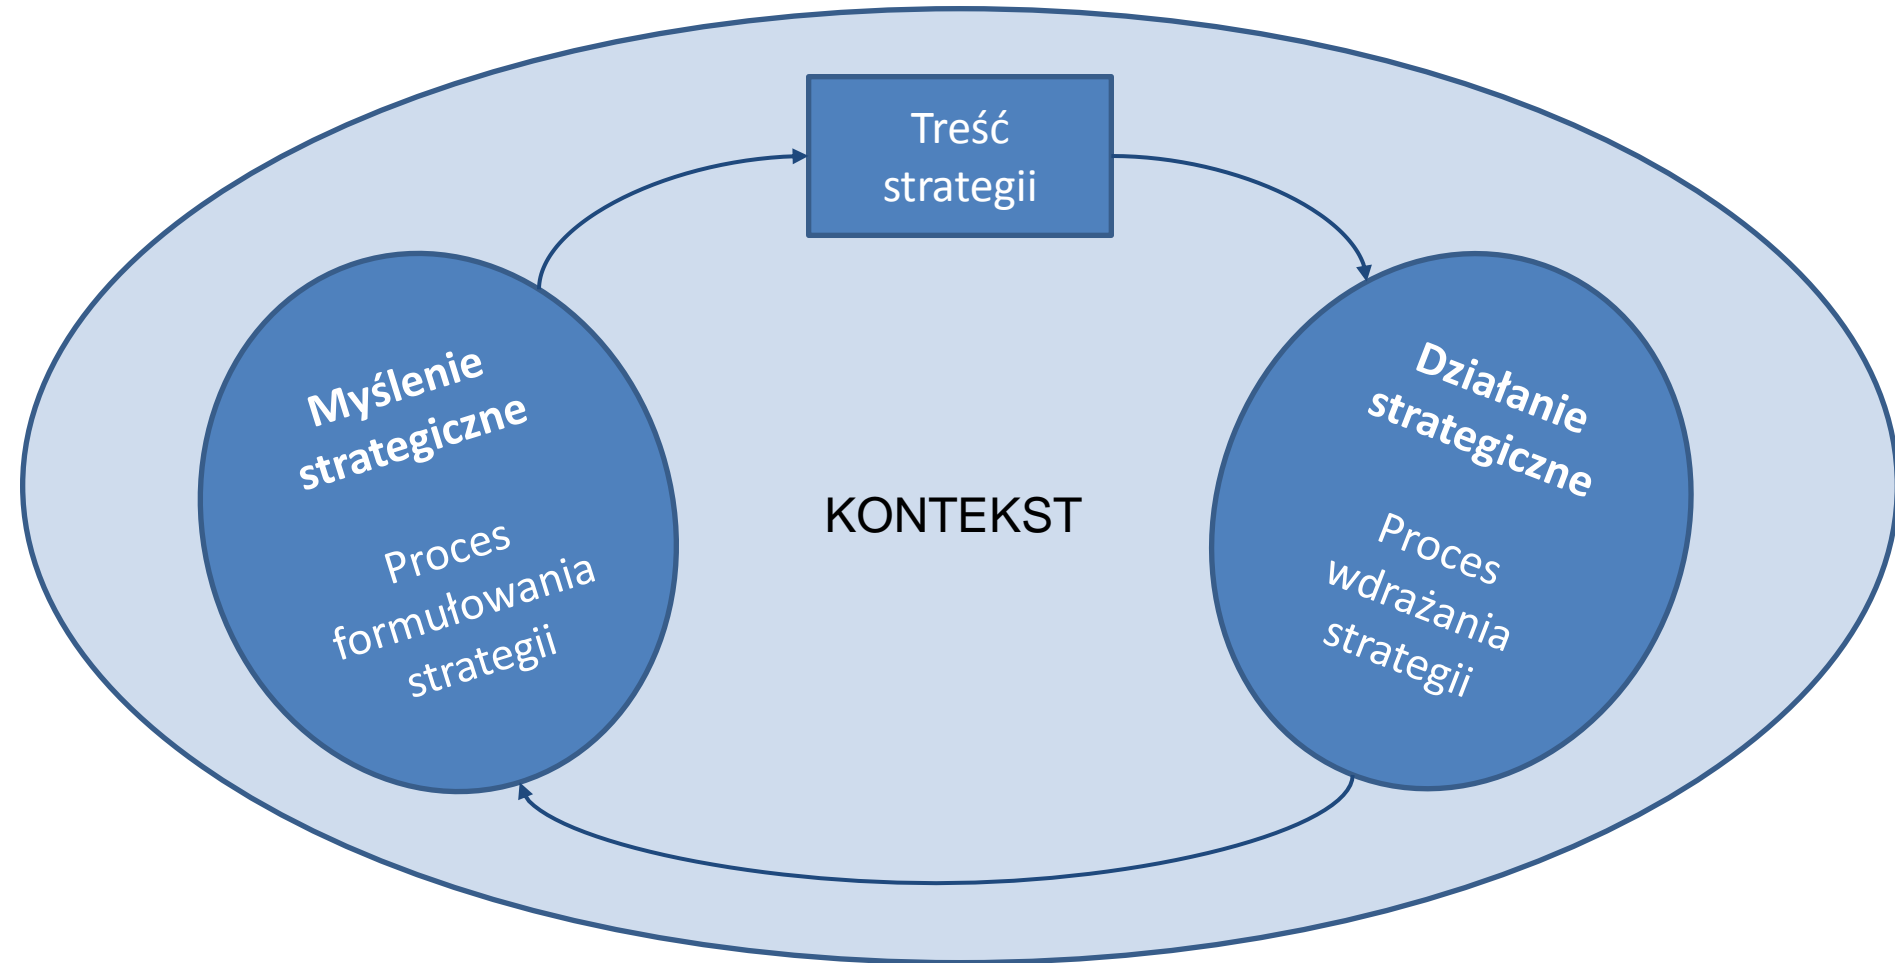 Treść
strategii
Myślenie
strategiczne
Proces
formułowania
strategii
KONTEKST
Działanie
strategiczne
Proces
wdrażania
strategii